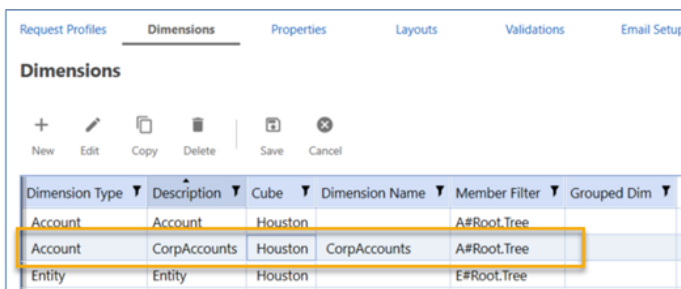 Request Profiles Dimensions Properties Layouts Validations Email Setup
Dimensions
New Edit Copy Delete Save Cancel
Dimension Type Description Cube Dimension Name Member Filter Grouped Dim
Account Account Houston A#Root.Tree
Account CorpAccounts Houston CorpAccounts A#Root.Tree
Entity Entity Houston E#Root.Tree